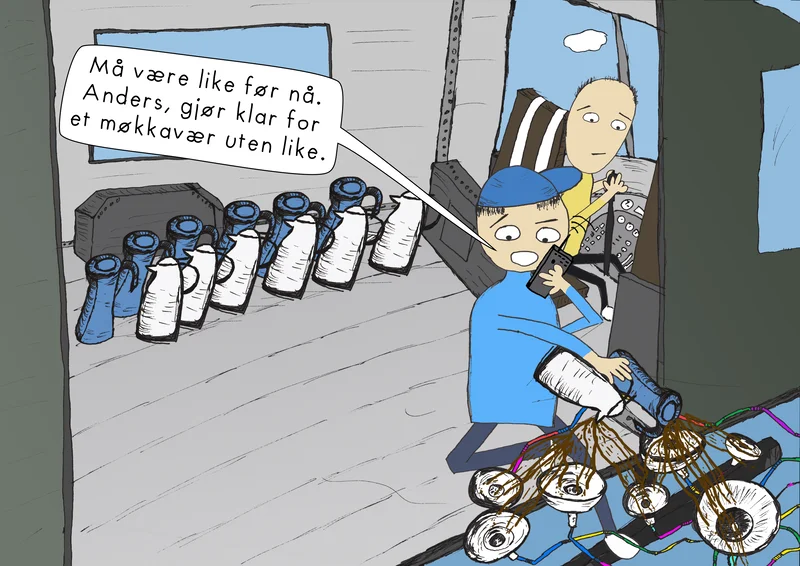 Må være like før nå.
Anders, gjør klar for
et møkkavær uten like.